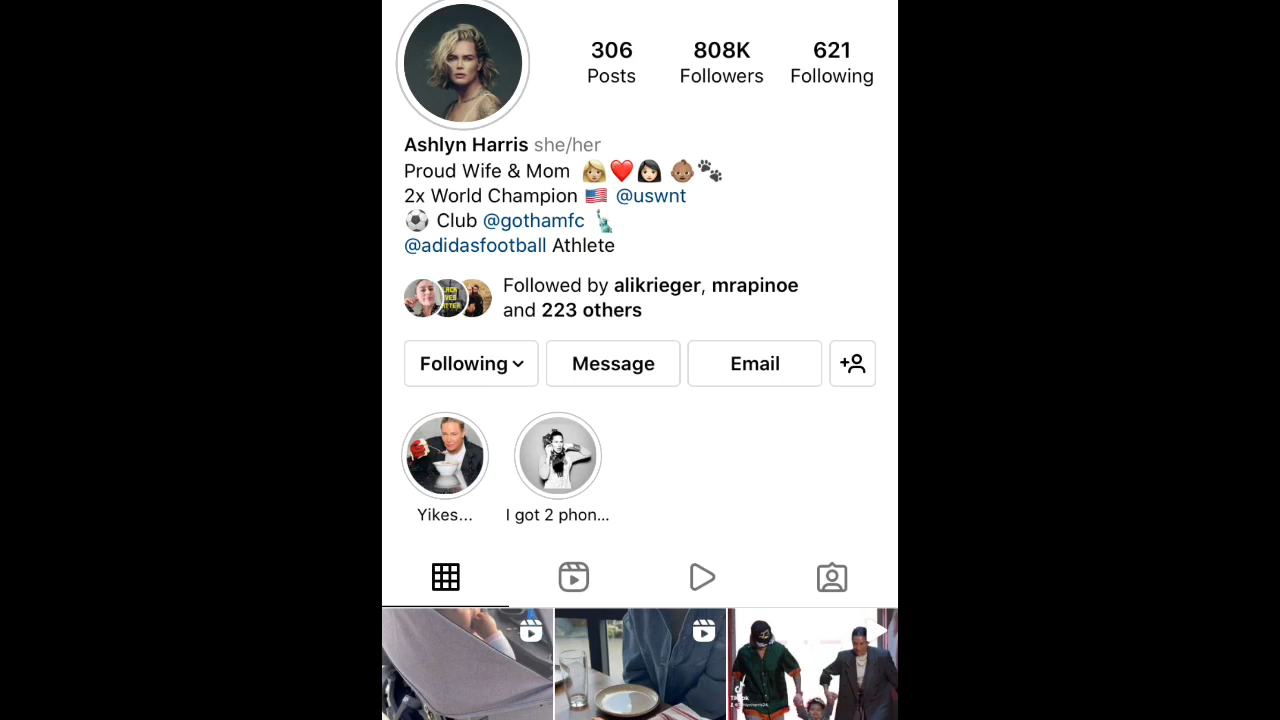 306 808K 621
Posts Followers Following
Ashlyn Harris she/her
Proud Wife & Mom 👩🏼❤️👩🏻 👶🏽🐾
2x World Champion 🇺🇸 @uswnt
⚽ Club @gothamfc 🗽
@adidasfootball Athlete
Followed by alikrieger, mrapinoe
and 223 others
Following Message Email
Yikes... I got 2 phon...
TikTok